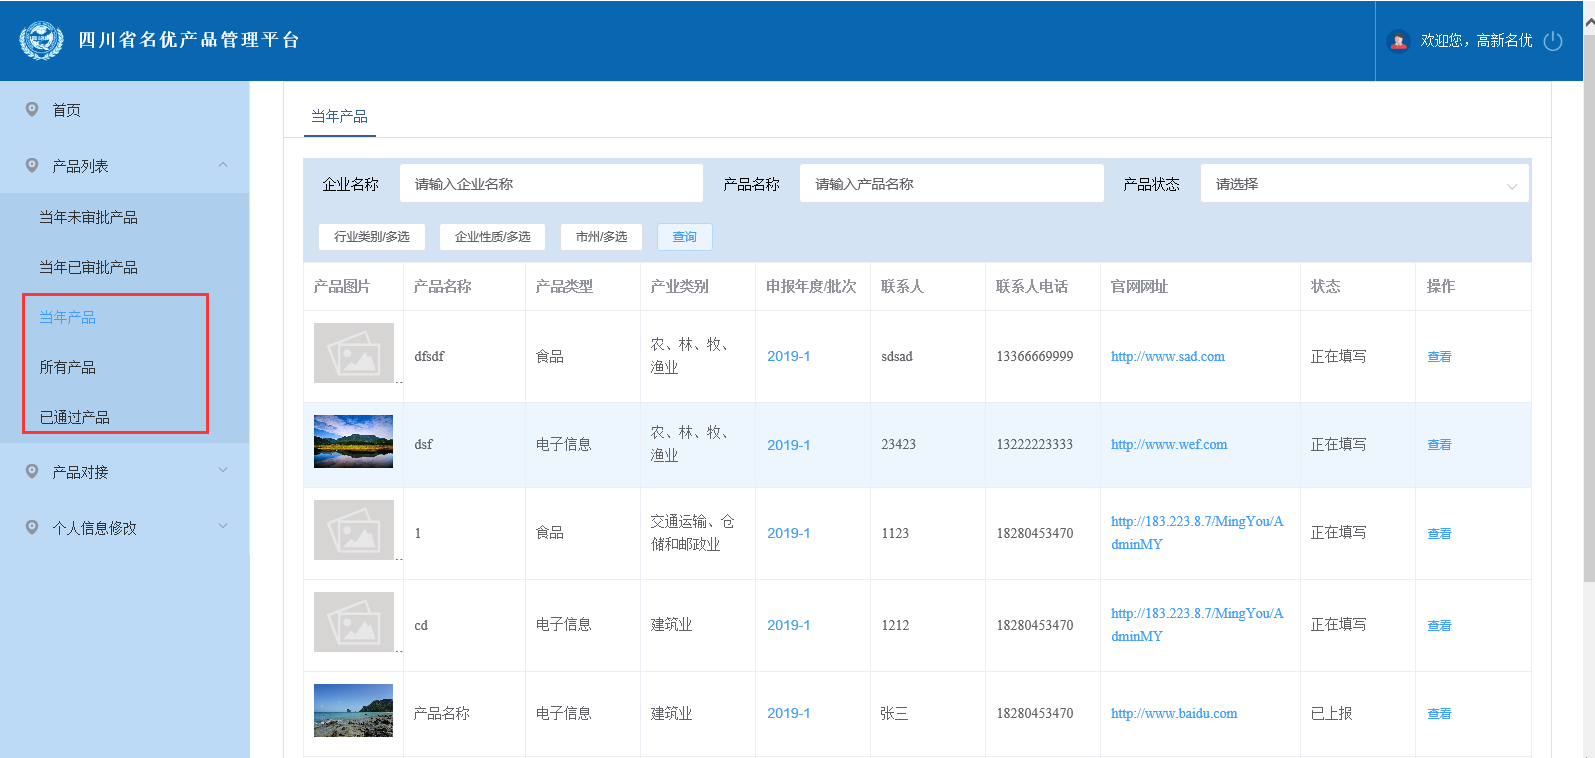 四川省名优产品管理平台
欢迎您，高新名优
首页
产品列表
当年未审批产品
当年已审批产品
当年产品
所有产品
已通过产品
产品对接
个人信息修改
当年产品
企业名称 请输入企业名称 产品名称 请输入产品名称 产品状态 请选择
行业类别/多选 企业性质/多选 市州/多选 查询
产品图片 产品名称 产品类型 产业类别 申报年度/批次 联系人 联系人电话 官网网址 状态 操作
dfsdf 食品 农、林、牧、
渔业 2019-1 sdsad 13366669999 http://www.sad.com 正在填写 查看
dsf 电子信息 农、林、牧、
渔业 2019-1 23423 13222223333 http://www.wef.com 正在填写 查看
1 食品 交通运输、仓
储和邮政业 2019-1 1123 18280453470 http://183.223.8.7/MingYou/A
dminMY 正在填写 查看
cd 电子信息 建筑业 2019-1 1212 18280453470 http://183.223.8.7/MingYou/A
dminMY 正在填写 查看
产品名称 电子信息 建筑业 2019-1 张三 18280453470 http://www.baidu.com 已上报 查看